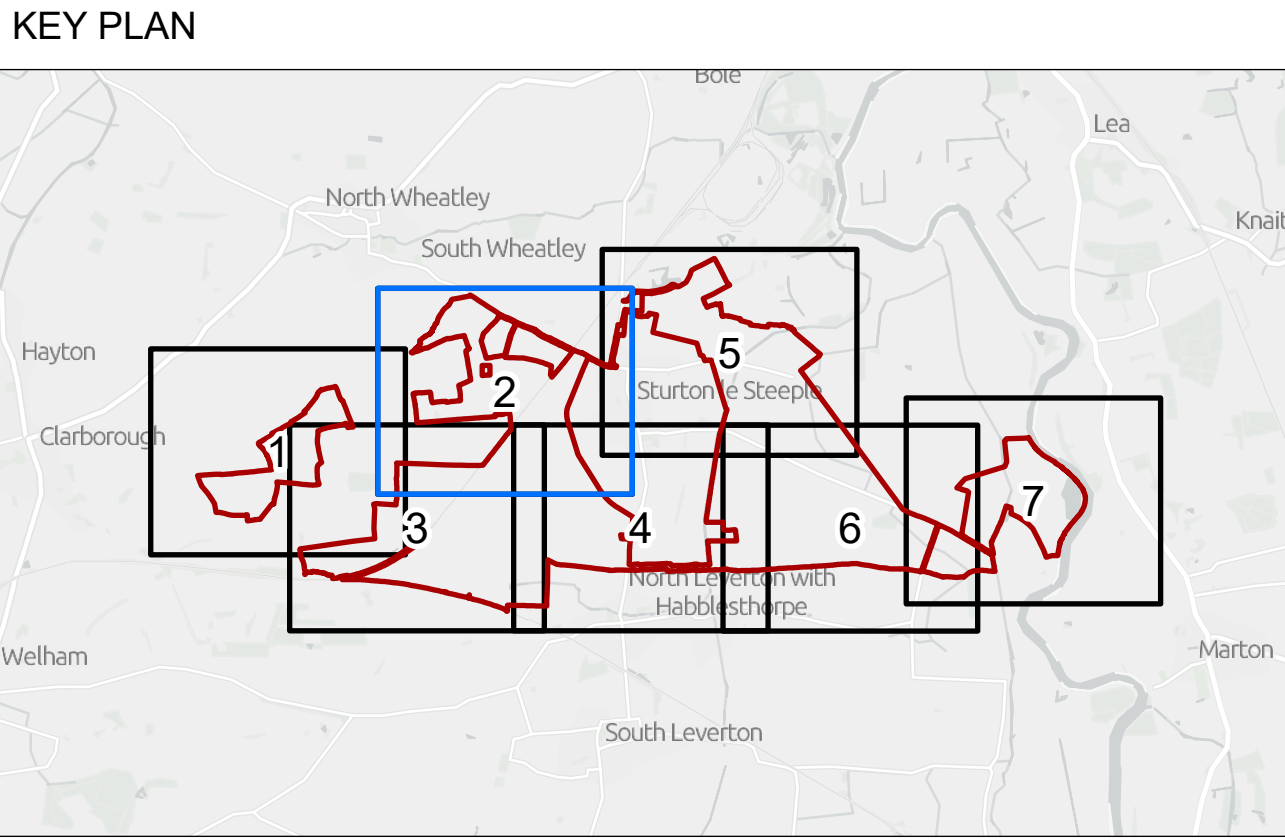 KEY PLAN
Bole
Lea
North Wheatley
Knait
South Wheatley
Hayton
5
2
Sturton le Steeple
Clarborough
1
7
3
4
6
North Leverton with
Habblesthorpe
Welham
Marton
South Leverton